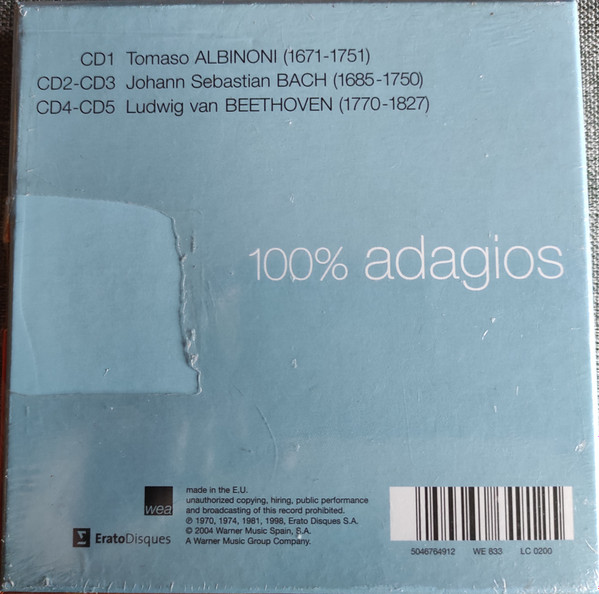 CD1 Tomaso ALBINONI (1671-1751)
CD2-CD3 Johann Sebastian BACH (1685-1750)
CD4-CD5 Ludwig van BEETHOVEN (1770-1827)
100% adagios
wea
made in the E.U.
unauthorized copying, hiring, public performance
and broadcasting of this record prohibited.
℗ 1970, 1974, 1981, 1998, Erato Disques S.A.
© 2004 Warner Music Spain, S.A.
A Warner Music Group Company.
EratoDisques
5046764912 WE 833 LC 0200